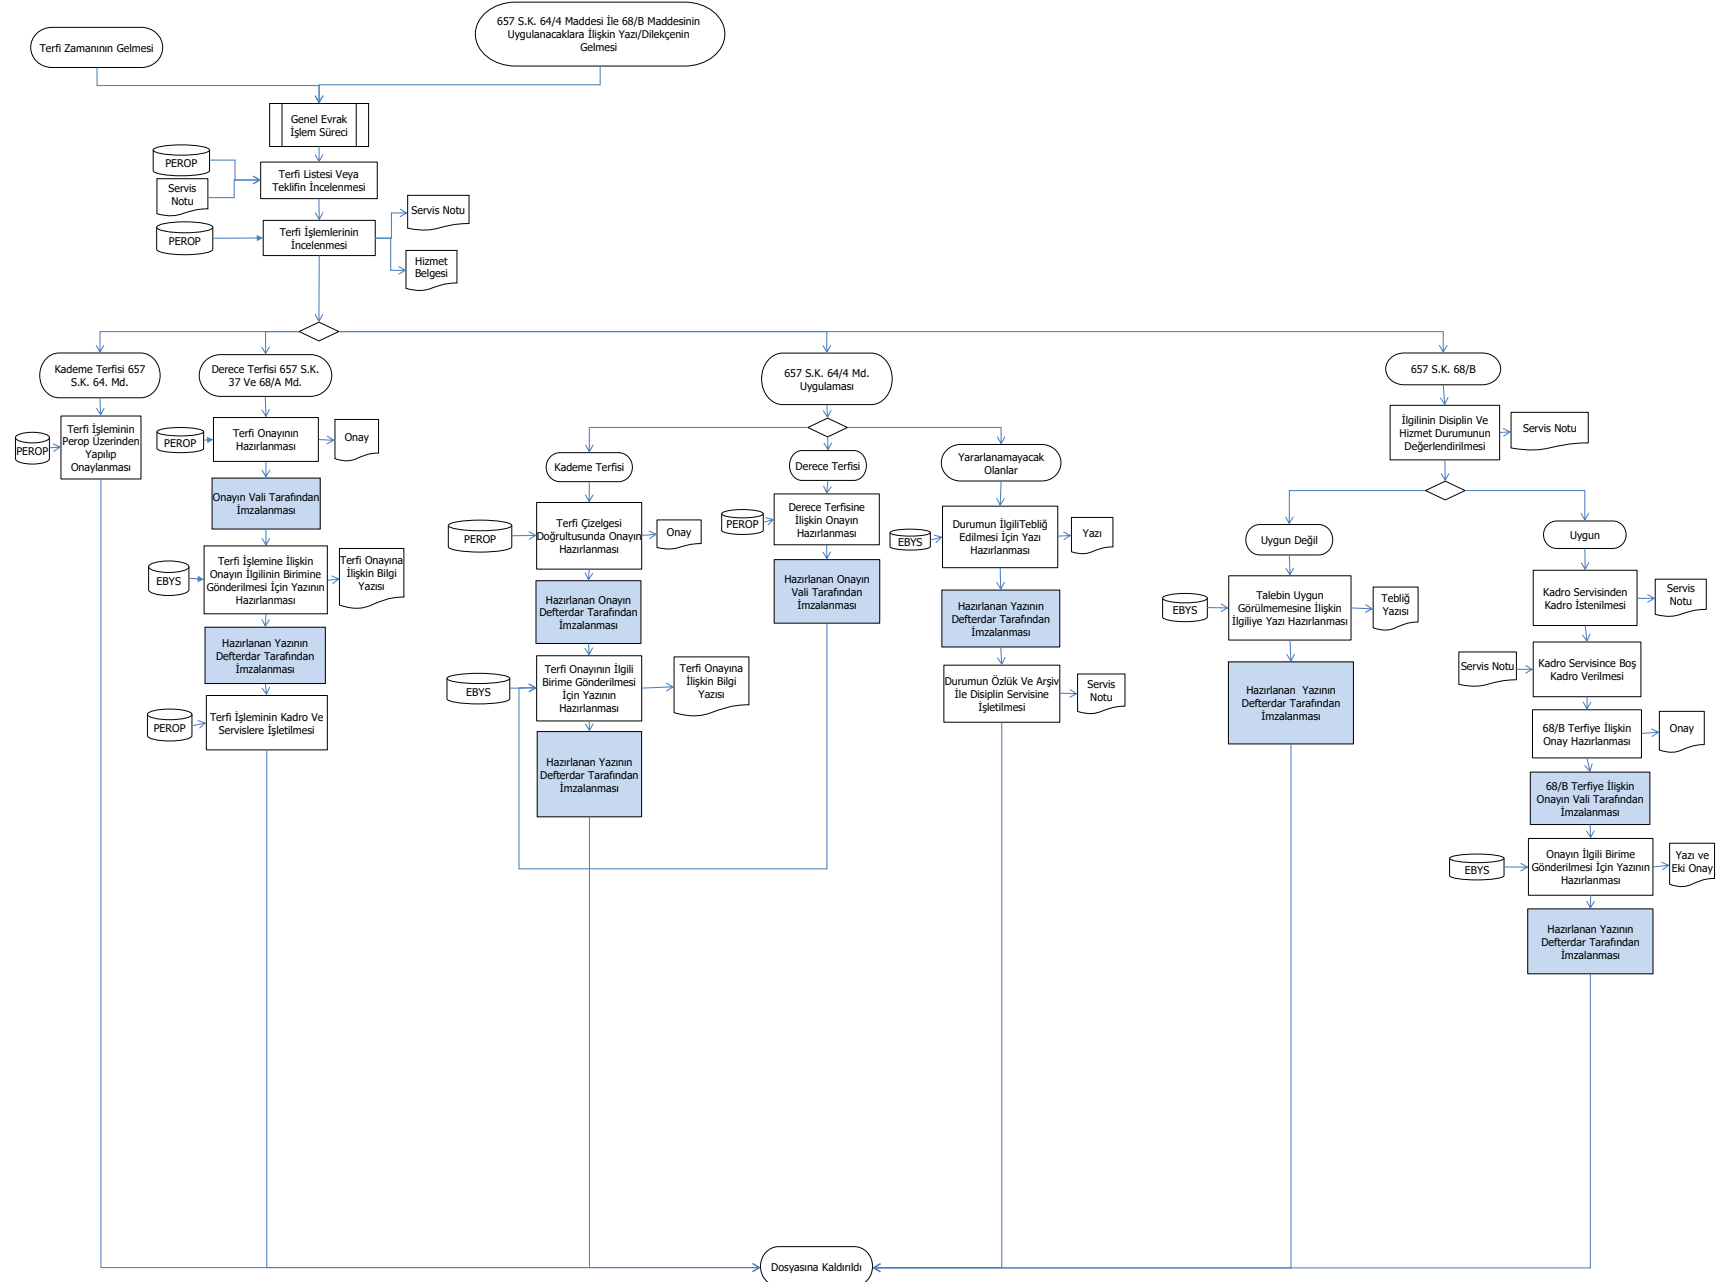 657 S.K. 64/4 Maddesi İle 68/B Maddesinin
Uygulanacaklara İlişkin Yazı/Dilekçenin
Gelmesi
Terfi Zamanının Gelmesi
Genel Evrak
İşlem Süreci
PEROP
Servis
Notu
Terfi Listesi Veya
Teklifin İncelenmesi
PEROP
Terfi İşlemlerinin
İncelenmesi
Servis Notu
Hizmet
Belgesi
Kademe Terfisi 657
S.K. 64. Md.
Derece Terfisi 657 S.K.
37 Ve 68/A Md.
657 S.K. 64/4 Md.
Uygulaması
657 S.K. 68/B
PEROP
Terfi İşleminin
Perop Üzerinden
Yapılıp
Onaylanması
PEROP
Terfi Onayının
Hazırlanması
Onay
Onayın Vali Tarafından
İmzalanması
EBYS
Terfi İşlemine İlişkin
Onayın İlgilinin Birimine
Gönderilmesi İçin Yazının
Hazırlanması
Terfi Onayına
İlişkin Bilgi
Yazısı
Hazırlanan Yazının
Defterdar Tarafından
İmzalanması
PEROP
Terfi İşleminin Kadro Ve
Servislere İşletilmesi
Kademe Terfisi
PEROP
Terfi Çizelgesi
Doğrultusunda Onayın
Hazırlanması
Onay
Hazırlanan Onayın
Defterdar Tarafından
İmzalanması
EBYS
Terfi Onayının İlgili
Birime Gönderilmesi
İçin Yazının
Hazırlanması
Terfi Onayına
İlişkin Bilgi
Yazısı
Hazırlanan Yazının
Defterdar Tarafından
İmzalanması
Derece Terfisi
PEROP
Derece Terfisine
İlişkin Onayın
Hazırlanması
Hazırlanan Onayın
Vali Tarafından
İmzalanması
Yararlanamayacak
Olanlar
EBYS
Durumun İlgiliTebliğ
Edilmesi İçin Yazı
Hazırlanması
Yazı
Hazırlanan Yazının
Defterdar Tarafından
İmzalanması
Durumun Özlük Ve Arşiv
İle Disiplin Servisine
İşletilmesi
Servis
Notu
İlgilinin Disiplin Ve
Hizmet Durumunun
Değerlendirilmesi
Servis Notu
Uygun Değil
EBYS
Talebin Uygun
Görülmemesine İlişkin
İlgiliye Yazı Hazırlanması
Tebliğ
Yazısı
Hazırlanan  Yazının
Defterdar Tarafından
İmzalanması
Uygun
Kadro Servisinden
Kadro İstenilmesi
Servis
Notu
Servis Notu
Kadro Servisince Boş
Kadro Verilmesi
68/B Terfiye İlişkin
Onay Hazırlanması
Onay
68/B Terfiye İlişkin
Onayın Vali Tarafından
İmzalanması
EBYS
Onayın İlgili Birime
Gönderilmesi İçin Yazının
Hazırlanması
Yazı ve
Eki Onay
Hazırlanan Yazının
Defterdar Tarafından
İmzalanması
Dosyasına Kaldırıldı